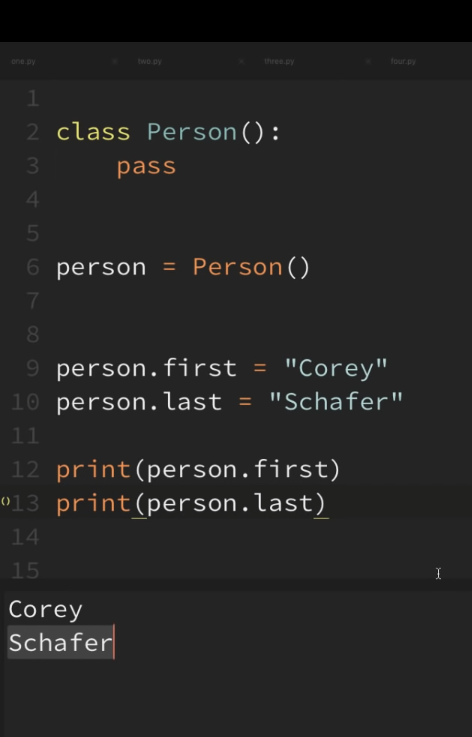 one.py two.py three.py four.py
1
2 class Person():
3     pass
4
5
6 person = Person()
7
8
9 person.first = "Corey"
10 person.last = "Schafer"
11
12 print(person.first)
()13 print(person.last)
14
15
Corey
Schafer